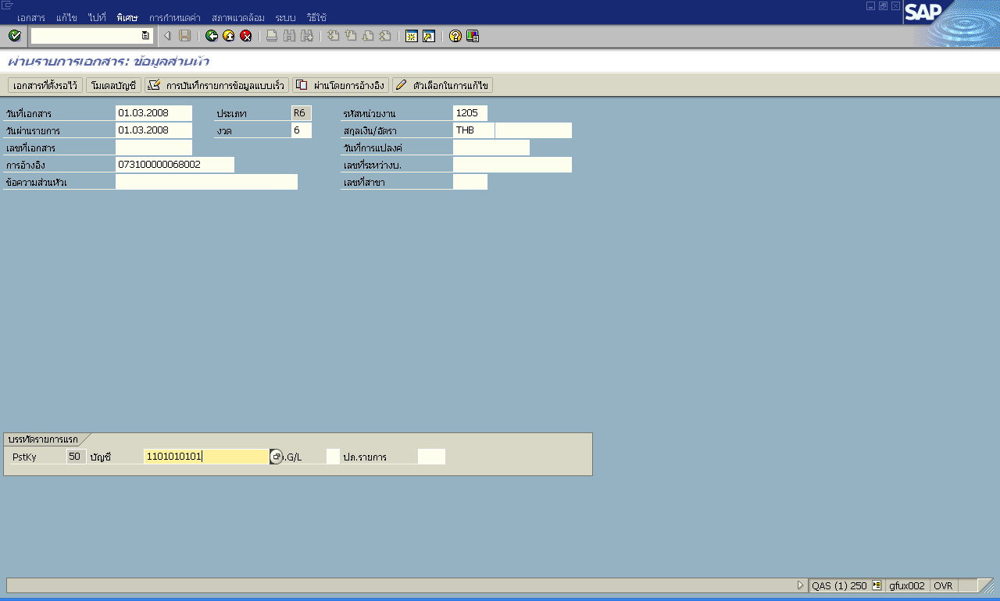 เอกสาร แก้ไข ไปที่ พิเศษ การกำหนดค่า สภาพแวดล้อม ระบบ วิธีใช้
SAP
ผ่านรายการเอกสาร: ข้อมูลส่วนหัว
เอกสารที่ตั้งรอไว้ โมเดลบัญชี การบันทึกรายการข้อมูลแบบเร็ว ผ่านโดยการอ้างอิง ตัวเลือกในการแก้ไข
วันที่เอกสาร 01.03.2008 ประเภท R6 รหัสหน่วยงาน 1205
วันผ่านรายการ 01.03.2008 งวด 6 สกุลเงิน/อัตรา THB
เลขที่เอกสาร วันที่การแปลงค่
การอ้างอิง 073100000068002 เลขที่ระหว่างบ.
ข้อความส่วนหัวเ เลขที่สาขา
บรรทัดรายการแรก
PstKy 50 บัญชี 1101010101 .G/L ปภ.รายการ
QAS (1) 250 gfux002 OVR